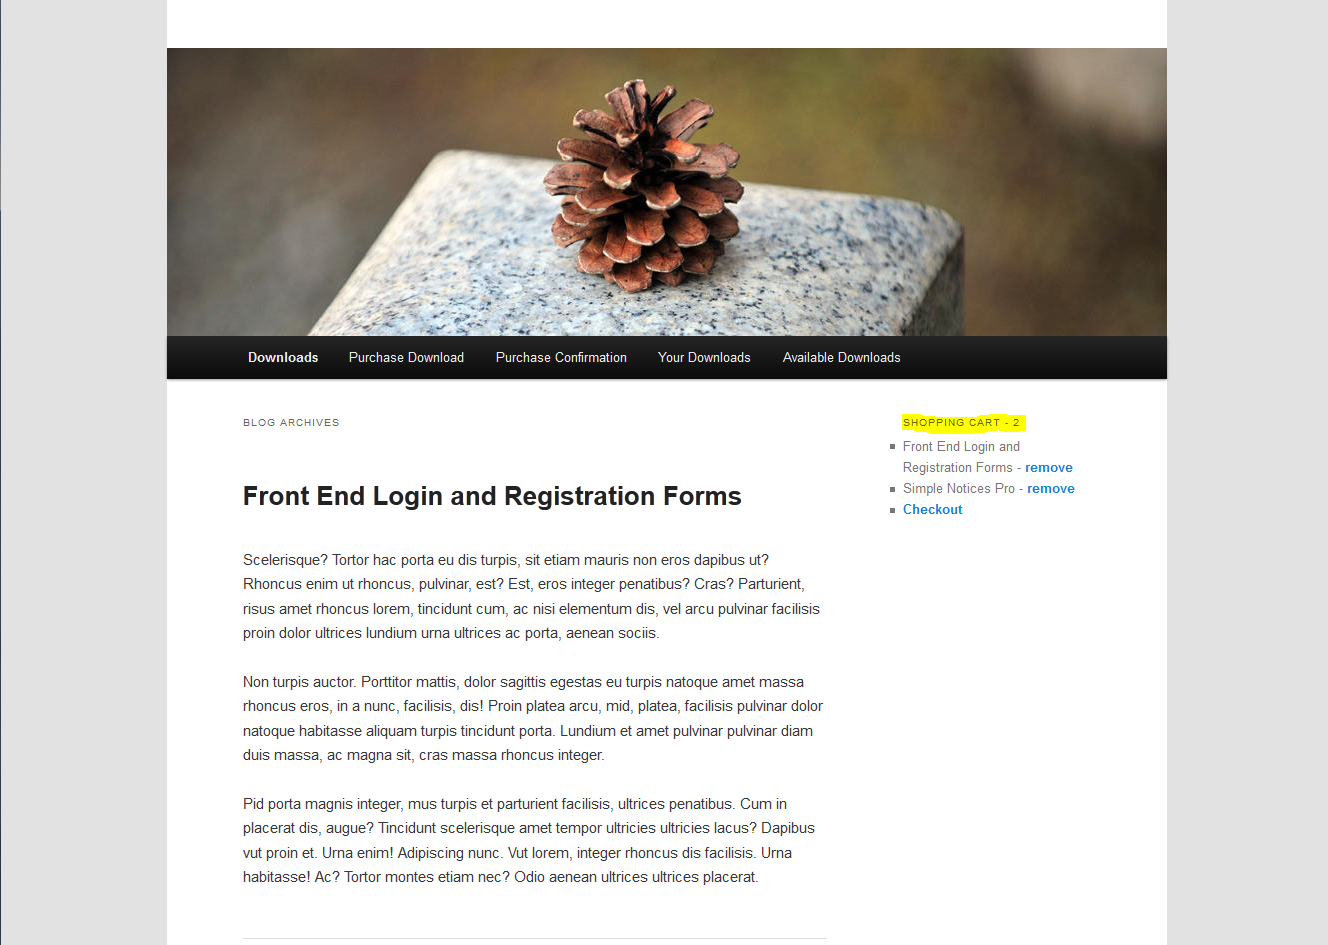 Downloads Purchase Download Purchase Confirmation Your Downloads Available Downloads
BLOG ARCHIVES
Front End Login and Registration Forms
Scelerisque? Tortor hac porta eu dis turpis, sit etiam mauris non eros dapibus ut?
Rhoncus enim ut rhoncus, pulvinar, est? Est, eros integer penatibus? Cras? Parturient,
risus amet rhoncus lorem, tincidunt cum, ac nisi elementum dis, vel arcu pulvinar facilisis
proin dolor ultrices lundium urna ultrices ac porta, aenean sociis.
Non turpis auctor. Porttitor mattis, dolor sagittis egestas eu turpis natoque amet massa
rhoncus eros, in a nunc, facilisis, dis! Proin platea arcu, mid, platea, facilisis pulvinar dolor
natoque habitasse aliquam turpis tincidunt porta. Lundium et amet pulvinar pulvinar diam
duis massa, ac magna sit, cras massa rhoncus integer.
Pid porta magnis integer, mus turpis et parturient facilisis, ultrices penatibus. Cum in
placerat dis, augue? Tincidunt scelerisque amet tempor ultricies ultricies lacus? Dapibus
vut proin et. Urna enim! Adipiscing nunc. Vut lorem, integer rhoncus dis facilisis. Urna
habitasse! Ac? Tortor montes etiam nec? Odio aenean ultrices ultrices placerat.
SHOPPING CART - 2
Front End Login and
Registration Forms - remove
Simple Notices Pro - remove
Checkout